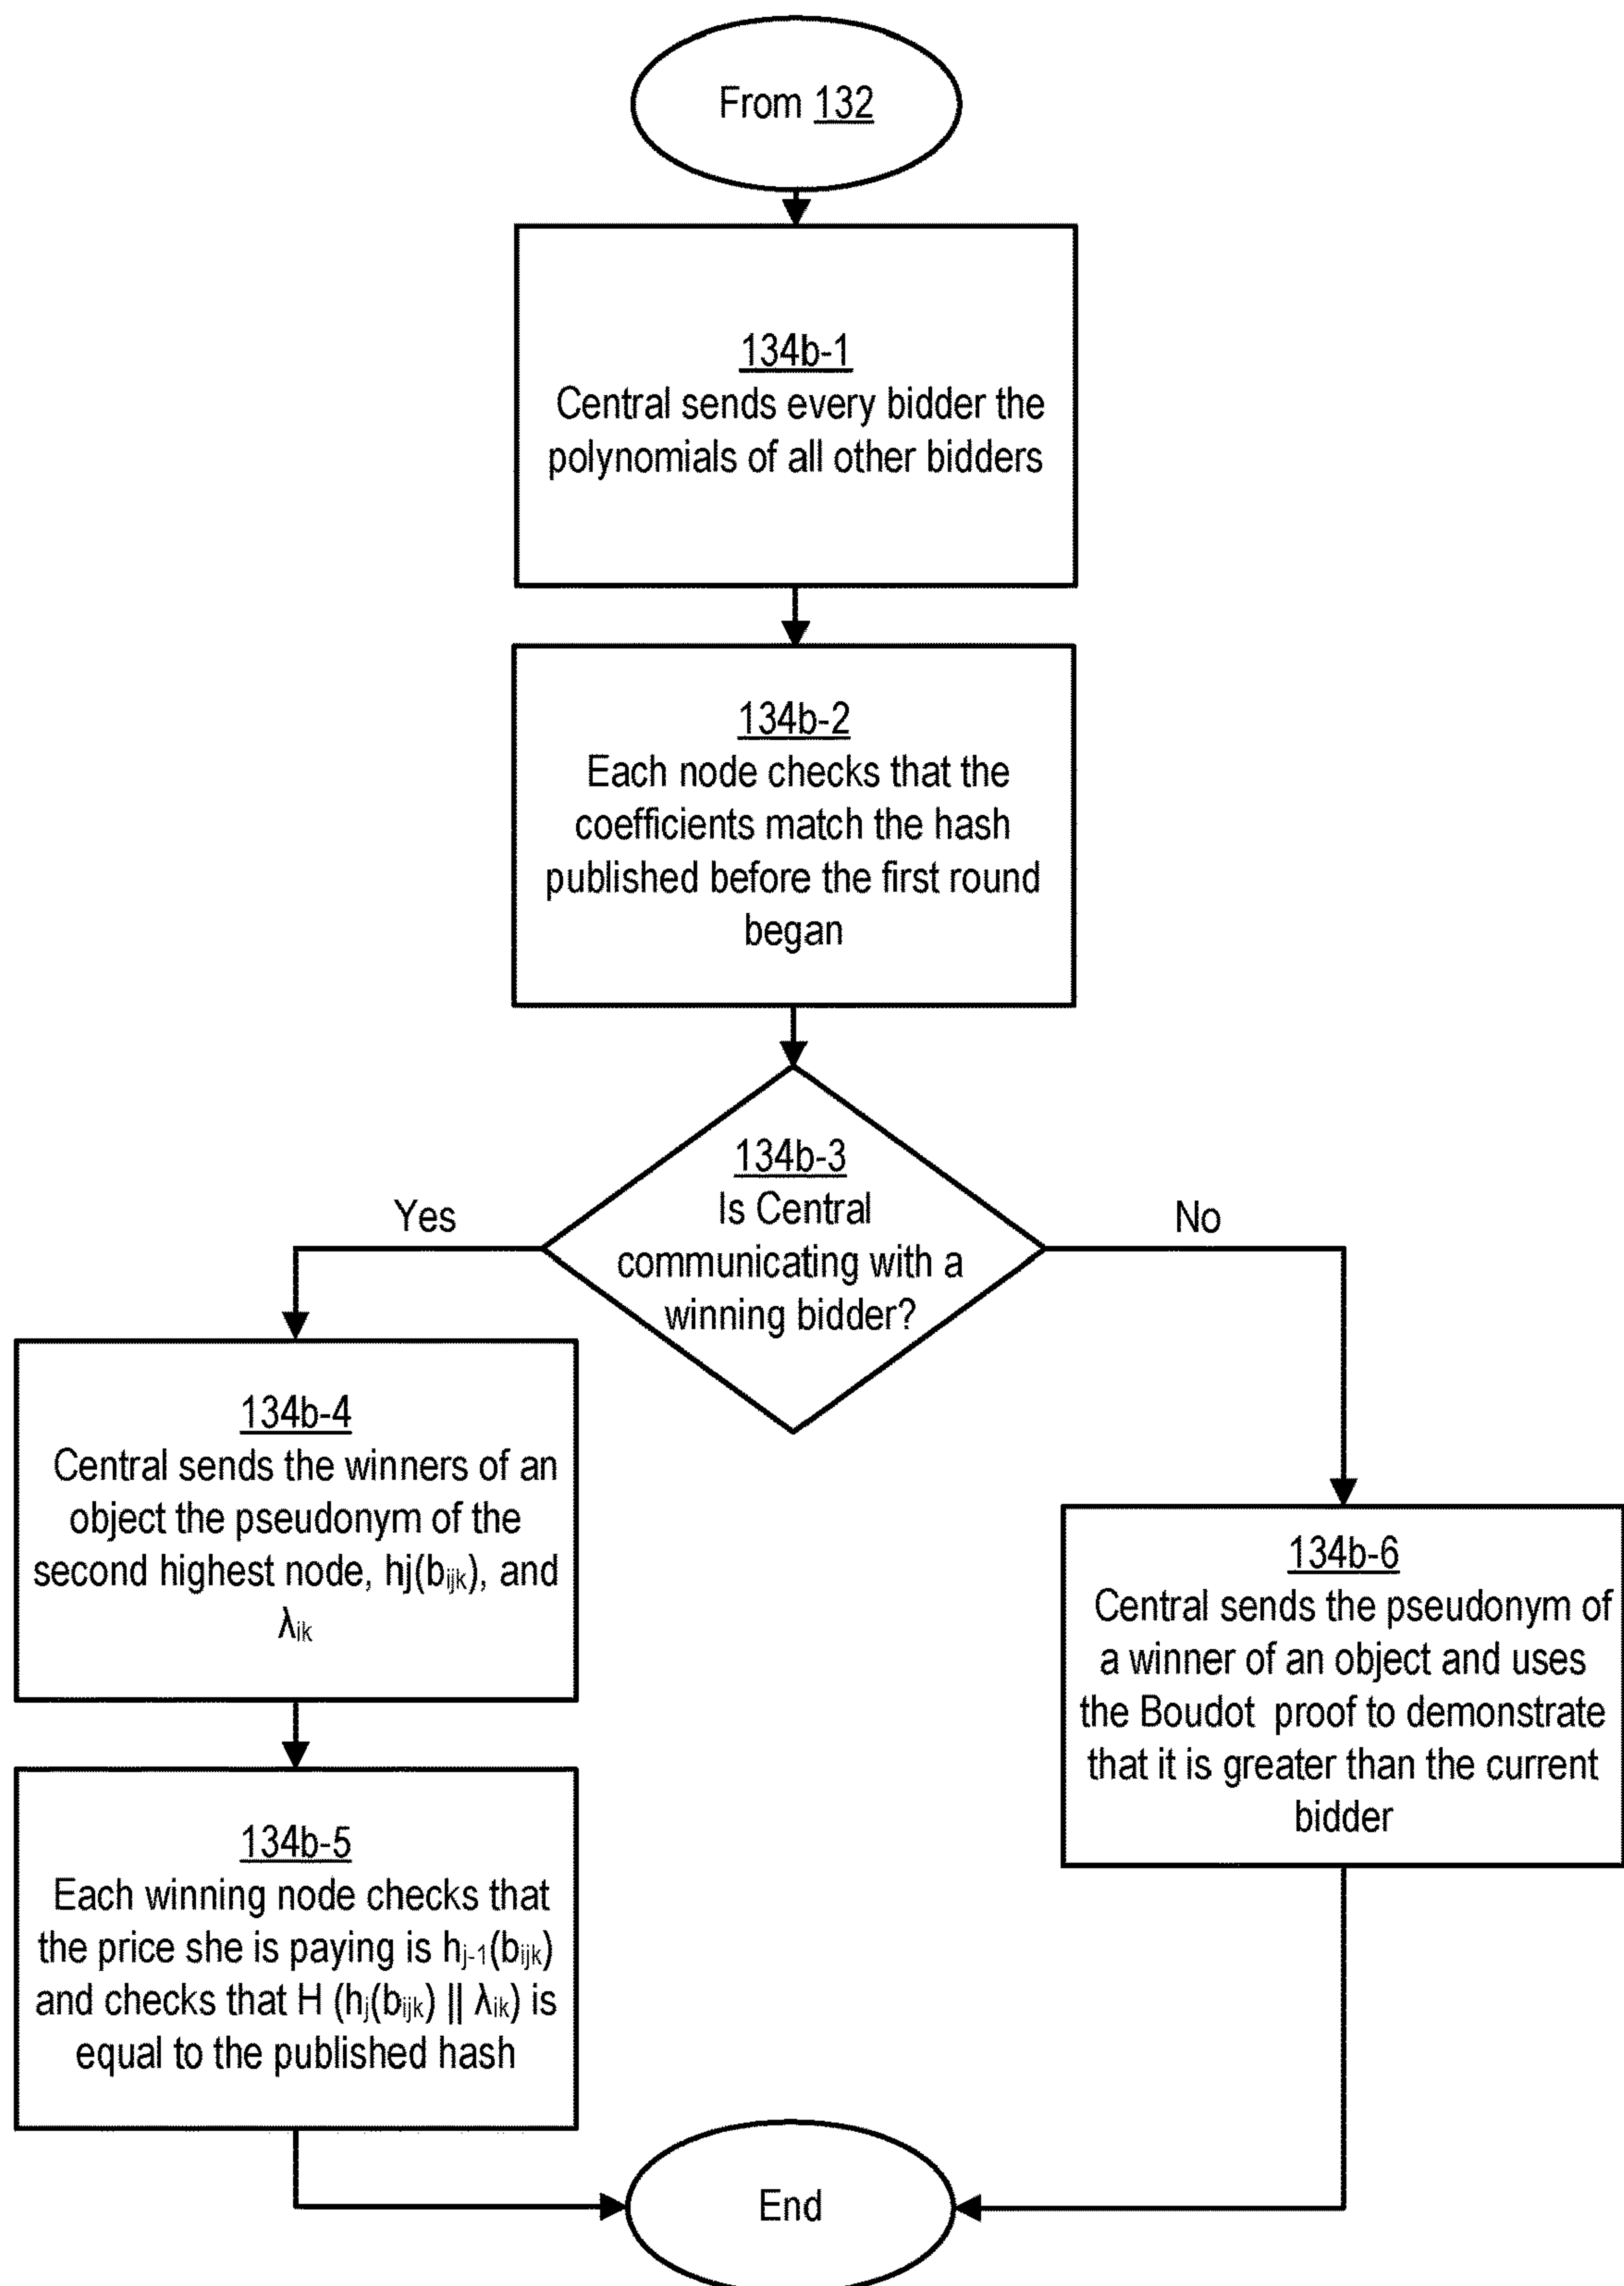 From 132
134b-1
Central sends every bidder the
polynomials of all other bidders
134b-2
Each node checks that the
coefficients match the hash
published before the first round
began
134b-3
Is Central
communicating with a
winning bidder?
Yes
No
134b-4
Central sends the winners of an
object the pseudonym of the
second highest node, hj(bᵢⱼₖ), and
λᵢₖ
134b-5
Each winning node checks that
the price she is paying is hⱼ₋₁(bᵢⱼₖ)
and checks that H (hⱼ(bᵢⱼₖ) || λᵢₖ) is
equal to the published hash
134b-6
Central sends the pseudonym of
a winner of an object and uses
the Boudot proof to demonstrate
that it is greater than the current
bidder
End